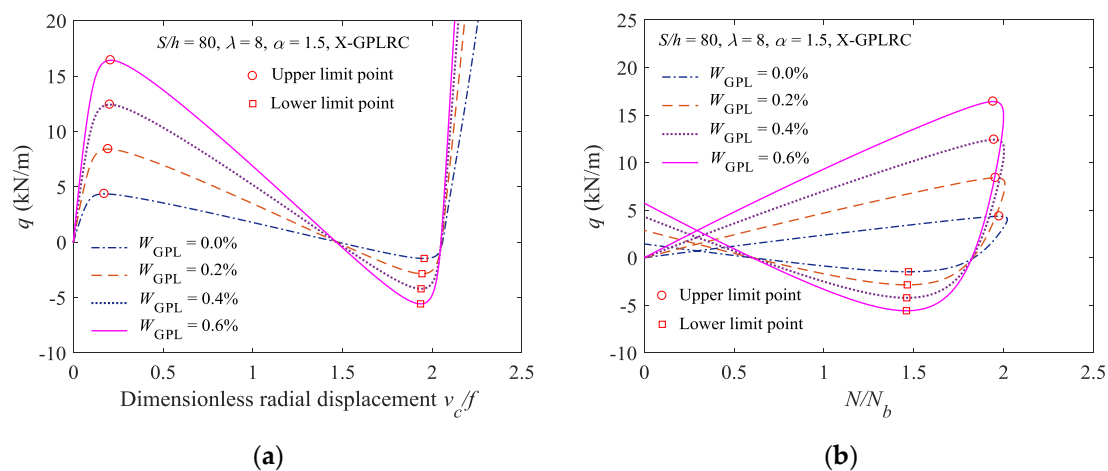 S/h = 80, λ = 8, α = 1.5, X-GPLRC
Upper limit point
Lower limit point
W_GPL = 0.0%
W_GPL = 0.2%
W_GPL = 0.4%
W_GPL = 0.6%
20
15
10
5
0
-5
-10
q (kN/m)
0
0.5
1
1.5
2
2.5
Dimensionless radial displacement v_c/f
(a)
S/h = 80, λ = 8, α = 1.5, X-GPLRC
W_GPL = 0.0%
W_GPL = 0.2%
W_GPL = 0.4%
W_GPL = 0.6%
Upper limit point
Lower limit point
25
20
15
10
5
0
-5
-10
q (kN/m)
0
0.5
1
1.5
2
2.5
N/N_b
(b)